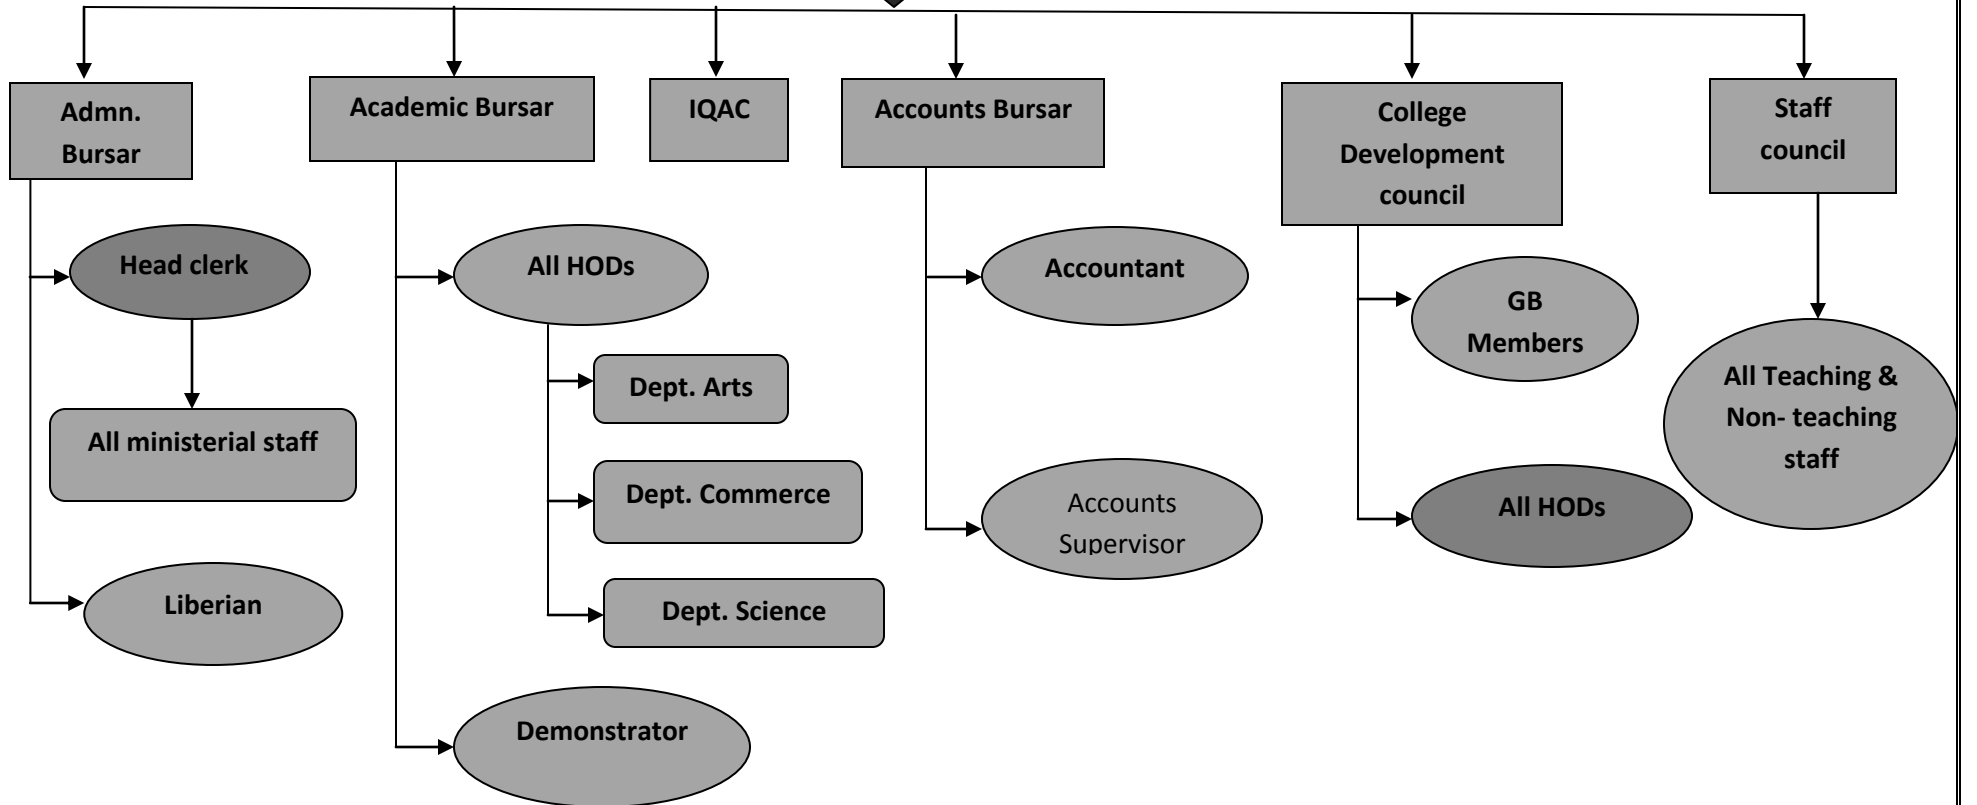 Admn.
Bursar
Academic Bursar
IQAC
Accounts Bursar
College
Development
council
Staff
council
Head clerk
All ministerial staff
Liberian
All HODs
Dept. Arts
Dept. Commerce
Dept. Science
Demonstrator
Accountant
Accounts
Supervisor
GB
Members
All HODs
All Teaching &
Non- teaching
staff